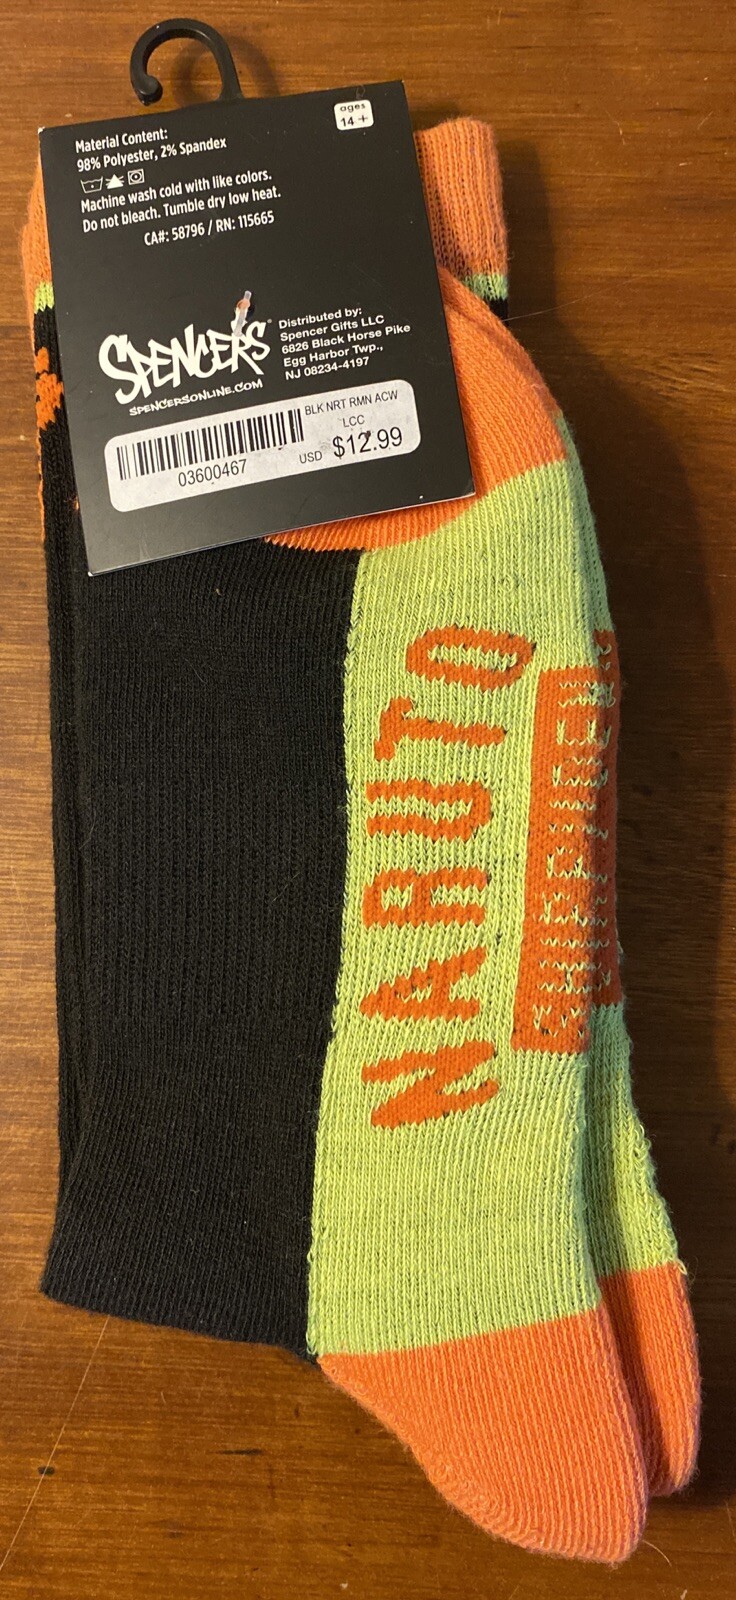 ages
14 +
Material Content:
98% Polyester, 2% Spandex
Machine wash cold with like colors.
Do not bleach. Tumble dry low heat.
CA#: 58796 / RN: 115665
SPENCER'S®
SPENCERSONLINE.COM
Distributed by:
Spencer Gifts LLC
6826 Black Horse Pike
Egg Harbor Twp.,
NJ 08234-4197
BLK NRT RMN ACW
LCC
03600467
USD $12.99
NARUTO
SHIPPUDEN